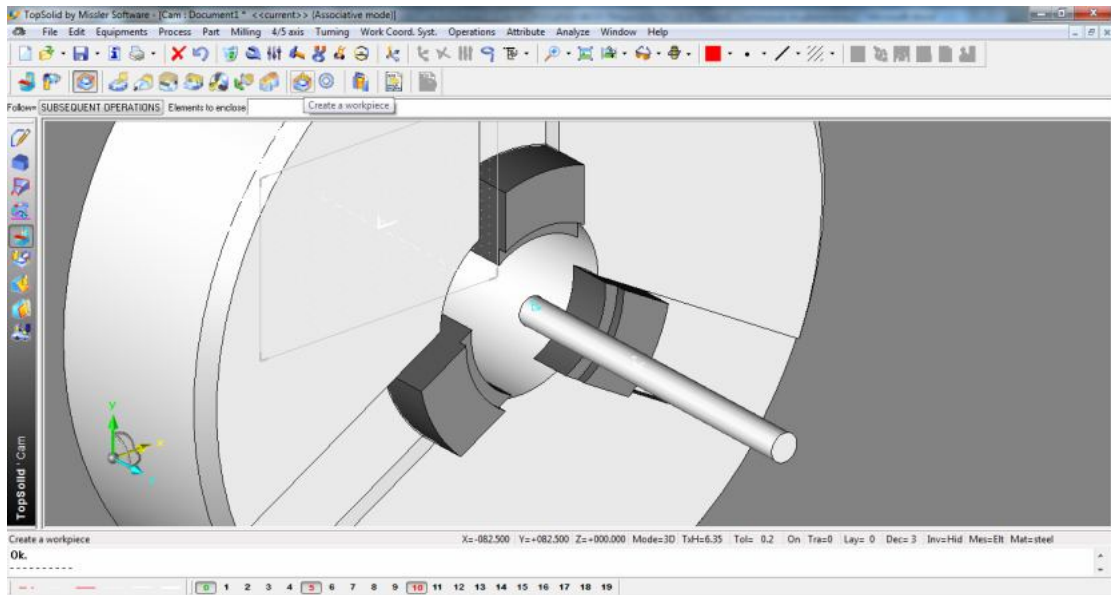 TopSolid by Missler Software - [Cam : Document1 * <<current>> (Associative mode)]
File Edit Equipments Process Part Milling 4/5 axis Turning Work Coord. Syst. Operations Attribute Analyze Window Help
Follow= SUBSEQUENT OPERATIONS Elements to enclose
Create a workpiece
y
x
TopSolid'Cam
Create a workpiece X=-082.500 Y=+082.500 Z=+000.000 Mode=3D TxH=6.35 Tol= 0.2 On Tra=0 Lay= 0 Dec= 3 Inv=Hid Mes=Elt Mat=steel
Ok.
----------
0 1 2 3 4 5 6 7 8 9 10 11 12 13 14 15 16 17 18 19